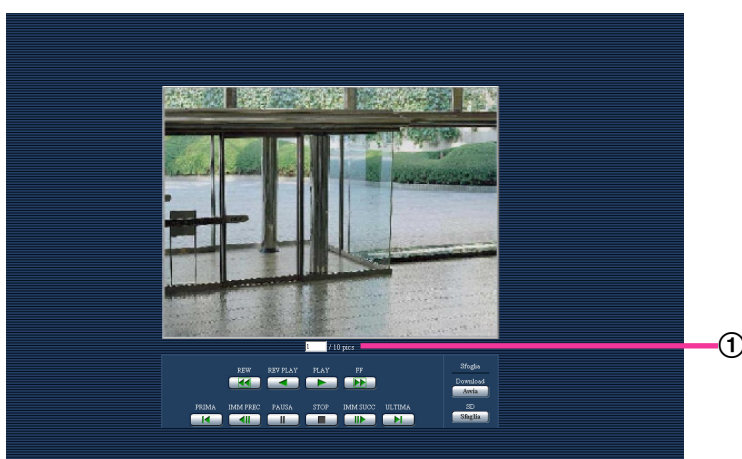 1 / 10 pics
①
REW REV PLAY PLAY FF
PRIMA IMM PREC PAUSA STOP IMM SUCC ULTIMA
Sfoglia
Download
Avvia
SD
Sfoglia